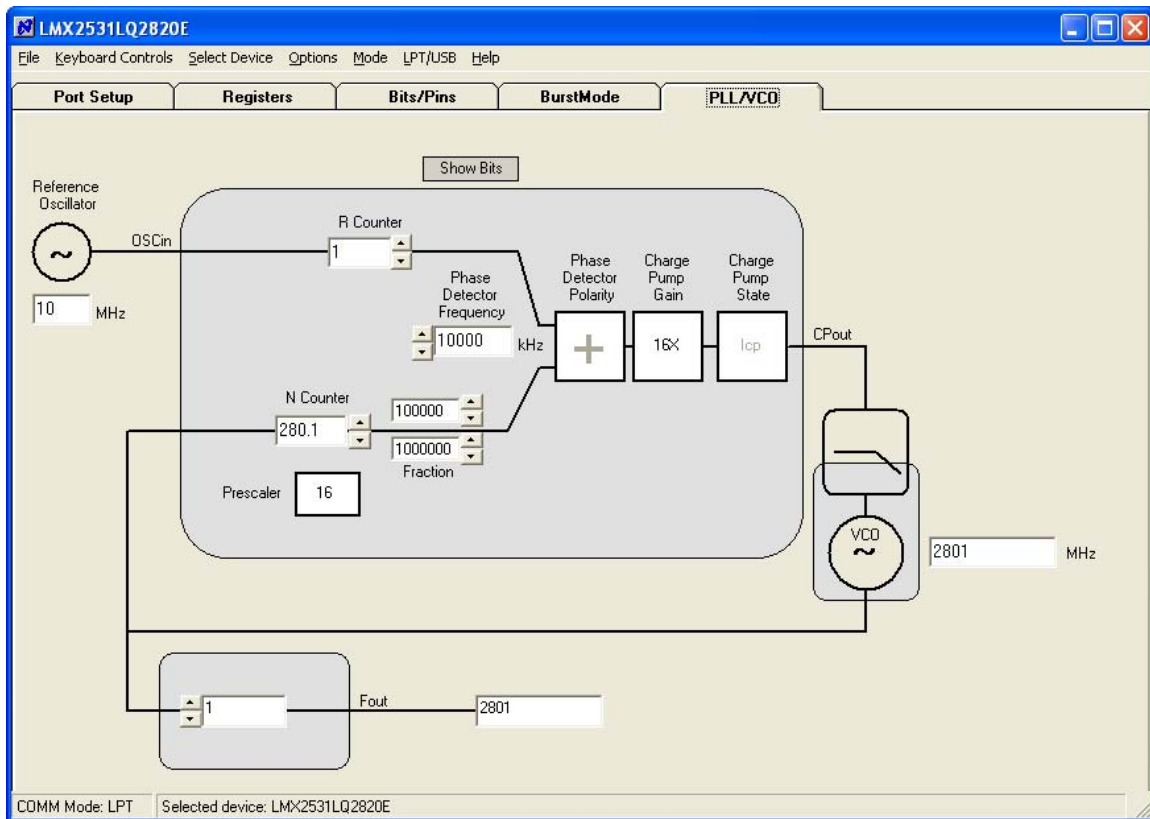 LMX2531LQ2820E
File Keyboard Controls Select Device Options Mode LPT/USB Help
Port Setup Registers Bits/Pins BurstMode PLL/VCO
Show Bits
Reference
Oscillator
OSCin
10 MHz
R Counter
1
Phase
Detector
Frequency
10000 kHz
Phase
Detector
Polarity
+
Charge
Pump
Gain
16X
Charge
Pump
State
Icp
CPout
N Counter
280.1
100000
1000000
Fraction
Prescaler 16
VCO
2801 MHz
1
Fout
2801
COMM Mode: LPT Selected device: LMX2531LQ2820E